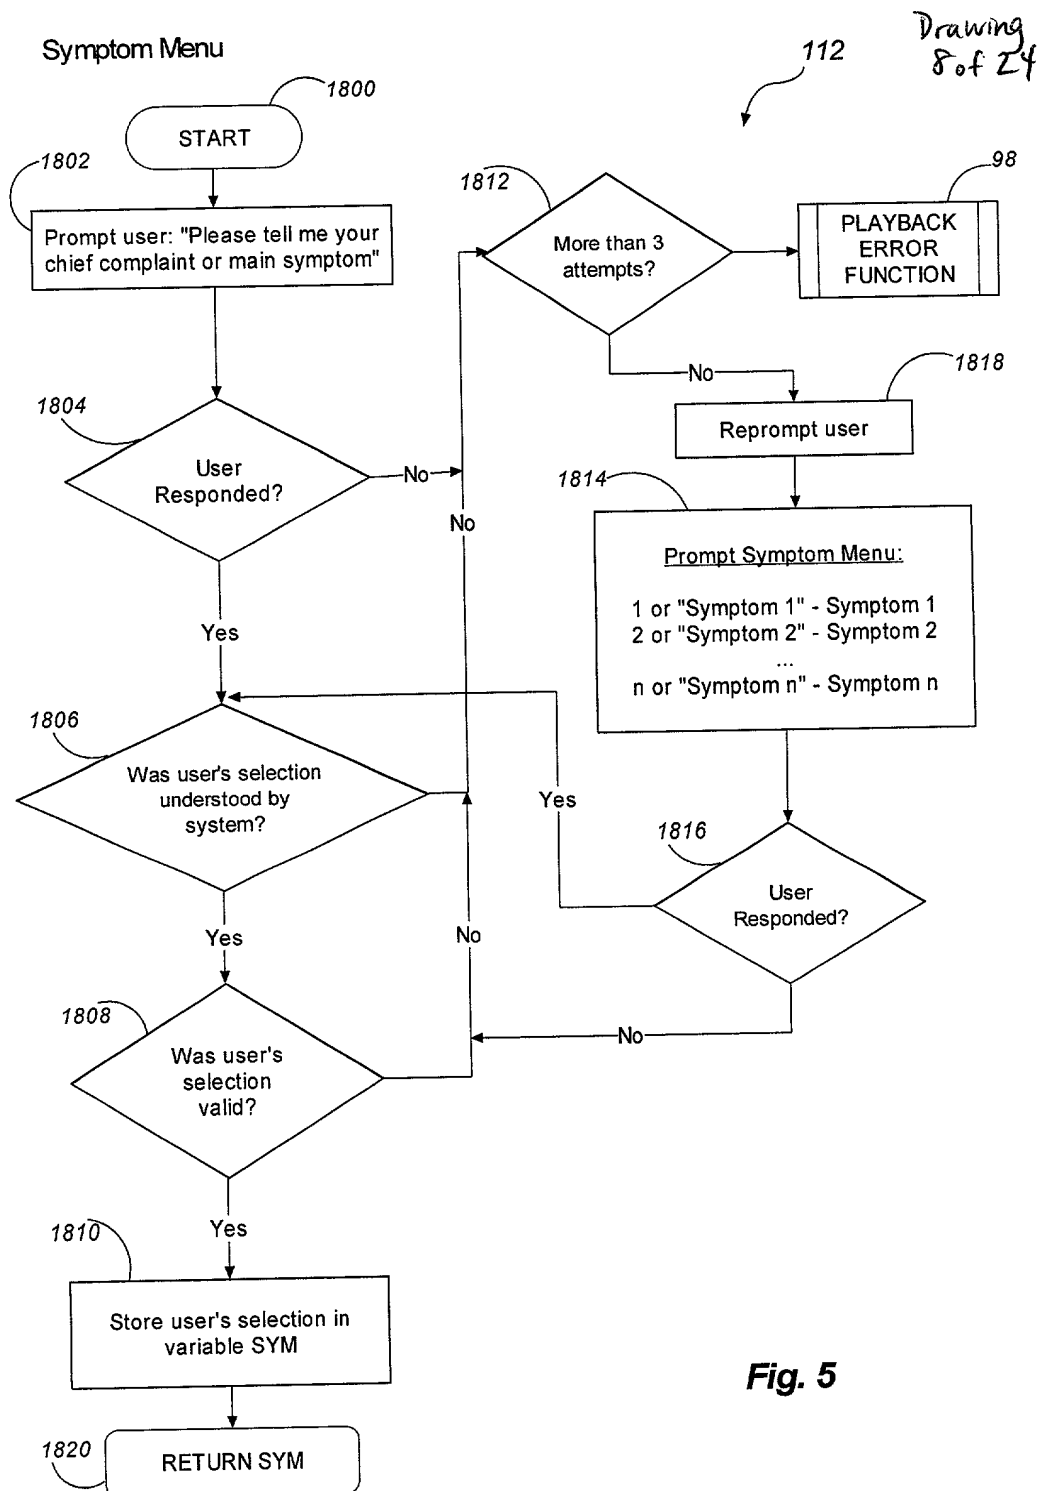 Drawing
8 of 24
Symptom Menu
112
1800
START
1802
Prompt user: "Please tell me your
chief complaint or main symptom"
1812
More than 3
attempts?
98
PLAYBACK
ERROR
FUNCTION
No
1818
Reprompt user
1804
User
Responded?
No
No
Yes
1814
Prompt Symptom Menu:
1 or "Symptom 1" - Symptom 1
2 or "Symptom 2" - Symptom 2
...
n or "Symptom n" - Symptom n
1806
Was user's selection
understood by
system?
Yes
1816
User
Responded?
Yes
No
No
1808
Was user's
selection
valid?
Yes
1810
Store user's selection in
variable SYM
Fig. 5
1820
RETURN SYM